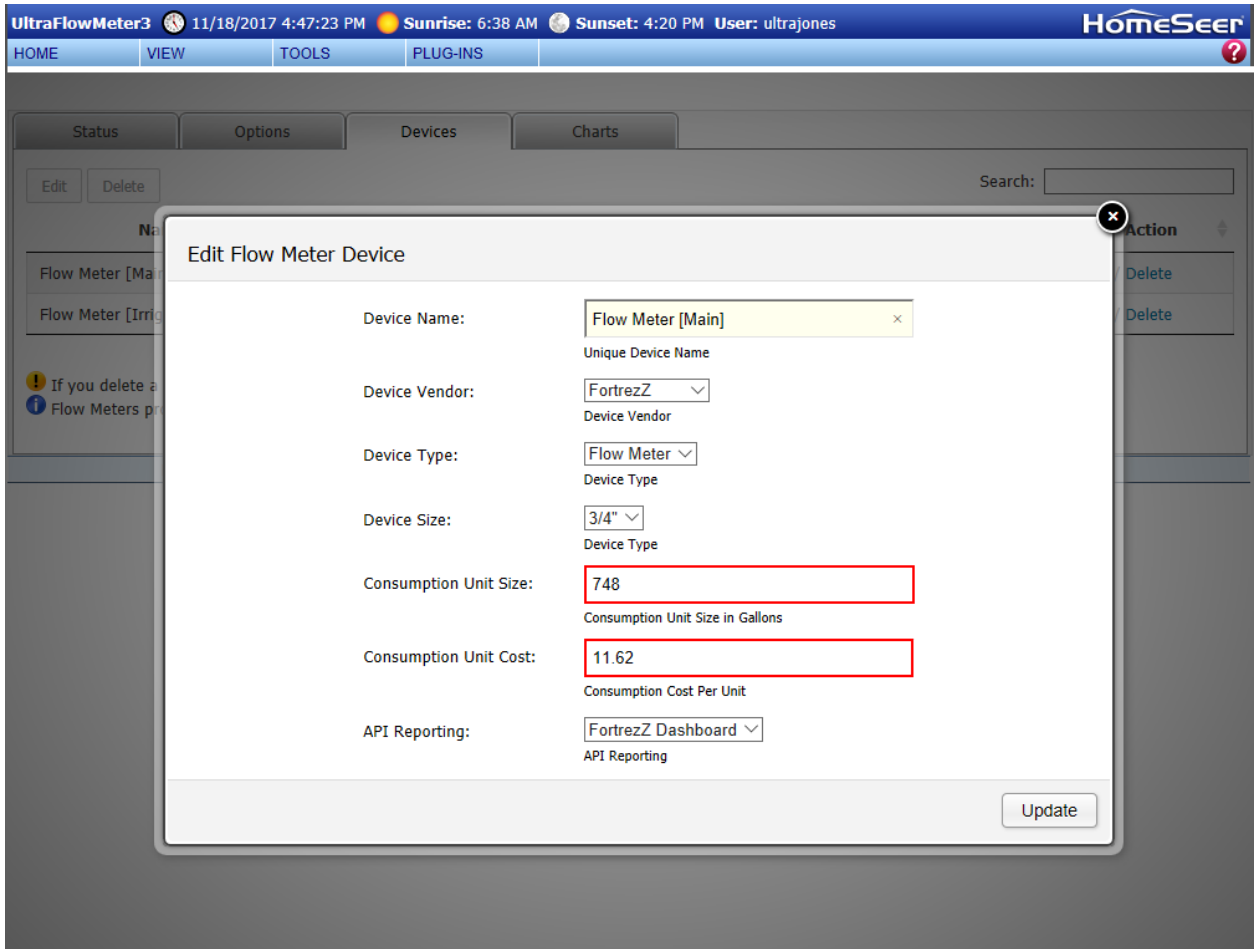 UltraFlowMeter3 11/18/2017 4:47:23 PM Sunrise: 6:38 AM Sunset: 4:20 PM User: ultrajones HomeSeer
HOME VIEW TOOLS PLUG-INS ?
Status Options Devices Charts
Edit Delete Search:
Na Action
Edit Flow Meter Device
Flow Meter [Mai / Delete
Flow Meter [Irrig / Delete
If you delete a
Flow Meters pr
Device Name: Flow Meter [Main] ×
Unique Device Name
Device Vendor: FortrezZ
Device Vendor
Device Type: Flow Meter
Device Type
Device Size: 3/4"
Device Type
Consumption Unit Size: 748
Consumption Unit Size in Gallons
Consumption Unit Cost: 11.62
Consumption Cost Per Unit
API Reporting: FortrezZ Dashboard
API Reporting
Update